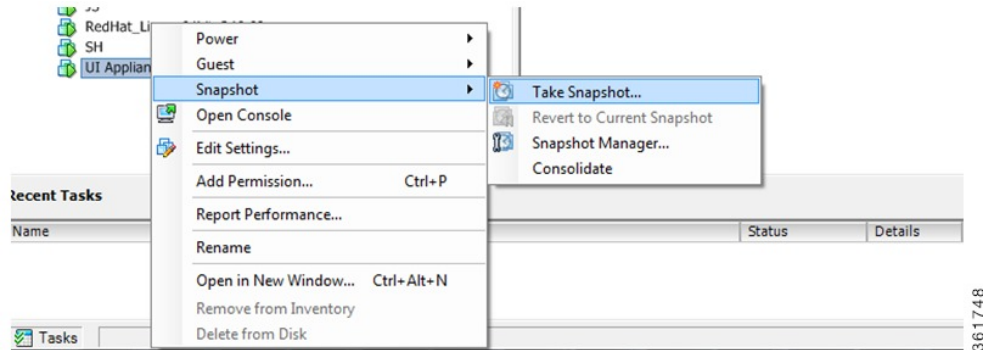 RedHat_Li
SH
UI Applian
Power
Guest
Snapshot
Open Console
Edit Settings...
Add Permission... Ctrl+P
Report Performance...
Rename
Open in New Window... Ctrl+Alt+N
Remove from Inventory
Delete from Disk
Take Snapshot...
Revert to Current Snapshot
Snapshot Manager...
Consolidate
Recent Tasks
Name Status Details
Tasks
361748